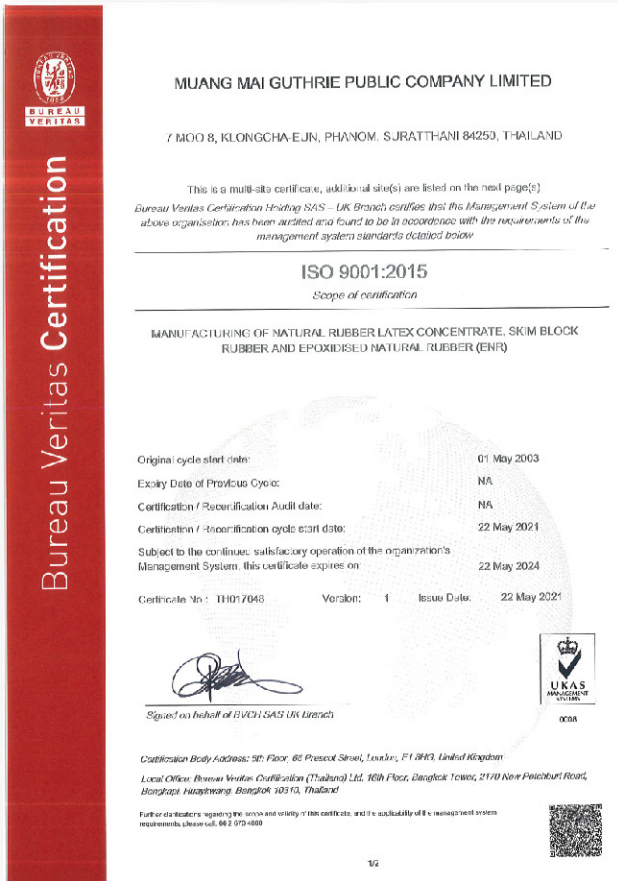 BUREAU
VERITAS
Bureau Veritas Certification
MUANG MAI GUTHRIE PUBLIC COMPANY LIMITED
7 MOO 8, KLONGCHA-EUN, PHANOM, SURATTHANI 84250, THAILAND
This is a multi-site certificate, additional site(s) are listed on the next page(s)
Bureau Veritas Certification Holding SAS – UK Branch certifies that the Management System of the
above organisation has been audited and found to be in accordance with the requirements of the
management system standards detailed below
ISO 9001:2015
Scope of certification
MANUFACTURING OF NATURAL RUBBER LATEX CONCENTRATE, SKIM BLOCK
RUBBER AND EPOXIDISED NATURAL RUBBER (ENR)
Original cycle start date: 01 May 2003
Expiry Date of Previous Cycle: NA
Certification / Recertification Audit date: NA
Certification / Recertification cycle start date: 22 May 2021
Subject to the continued satisfactory operation of the organization's
Management System, this certificate expires on: 22 May 2024
Certificate No.: TH017048 Version: 1 Issue Date: 22 May 2021
Signed on behalf of BVCH SAS UK Branch
UKAS
MANAGEMENT
SYSTEMS
0008
Certification Body Address: 5th Floor, 66 Prescot Street, London, E1 8HG, United Kingdom
Local Office: Bureau Veritas Certification (Thailand) Ltd. 16th Floor, Bangkok Tower, 2170 New Petchburi Road,
Bangkapi, Huaykwang, Bangkok 10310, Thailand
Further clarifications regarding the scope and validity of this certificate, and the applicability of the management system
requirements, please call: 66 2 670 4800
1/2